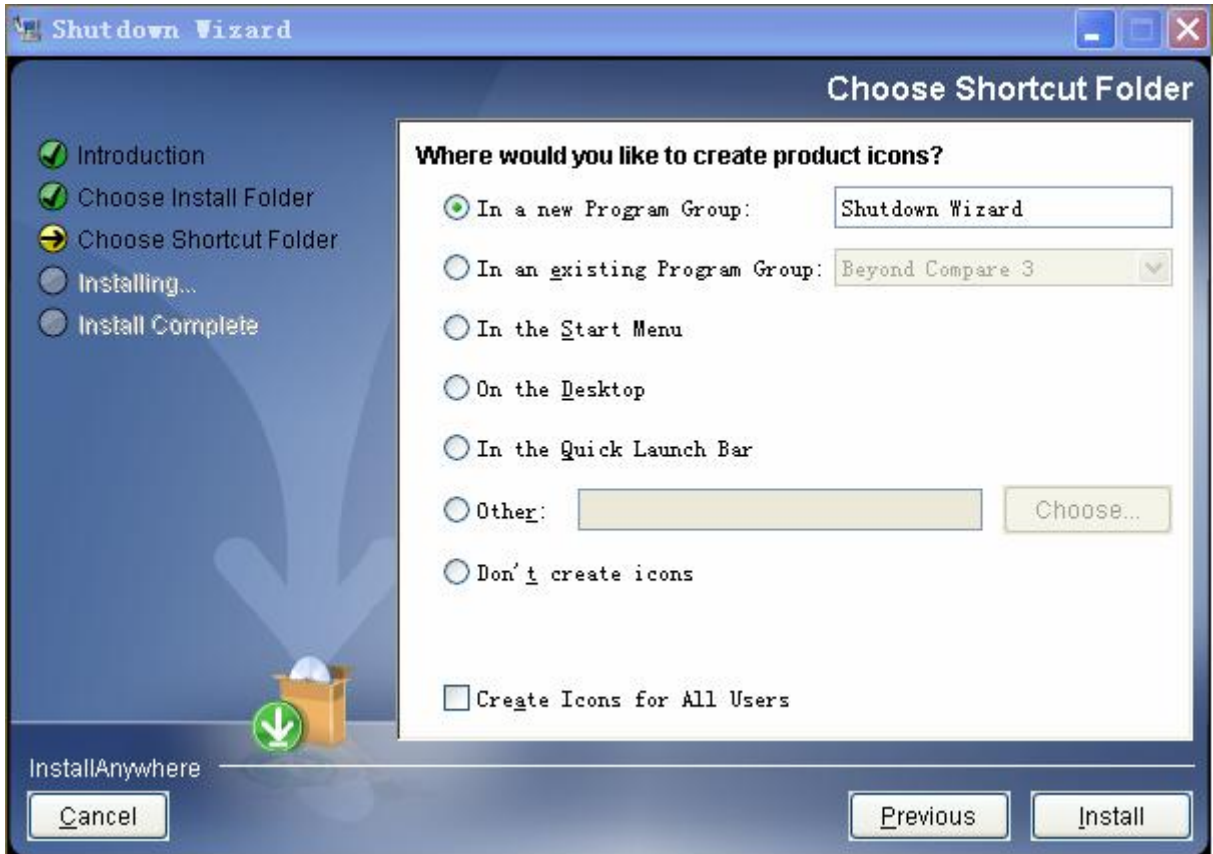 Shutdown Wizard
Choose Shortcut Folder
Introduction
Choose Install Folder
Choose Shortcut Folder
Installing...
Install Complete
Where would you like to create product icons?
In a new Program Group: Shutdown Wizard
In an existing Program Group: Beyond Compare 3
In the Start Menu
On the Desktop
In the Quick Launch Bar
Other: Choose...
Don't create icons
Create Icons for All Users
InstallAnywhere
Cancel Previous Install